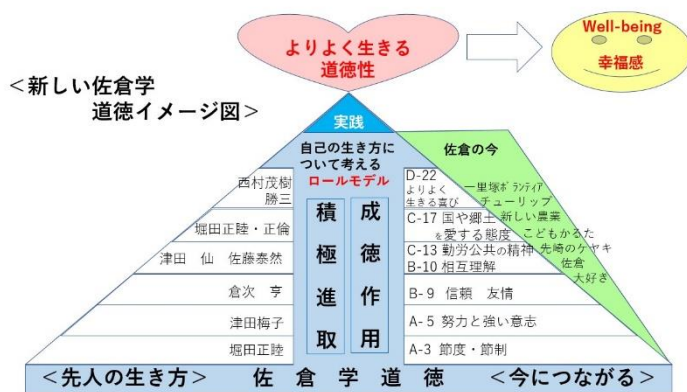 よりよく生きる
道徳性
Well-being
幸福感
<新しい佐倉学
道徳イメージ図>
実践
自己の生き方に
ついて考える
ロールモデル
佐倉の今
西村茂樹
勝三
堀田正睦・正倫
津田 仙 佐藤泰然
倉次 亨
津田梅子
堀田正睦
積極進取
成徳作用
D-22
よりよく
生きる喜び
C-17 国や郷土
を愛する態度
C-13 勤労公共の精神
B-10 相互理解
B-9 信頼 友情
A-5 努力と強い意志
A-3 節度・節制
一里塚ボランティア
チューリップ
新しい農業
こどもかるた
先崎のケヤキ
佐倉
大好き
<先人の生き方> 佐倉学道徳 <今につながる>